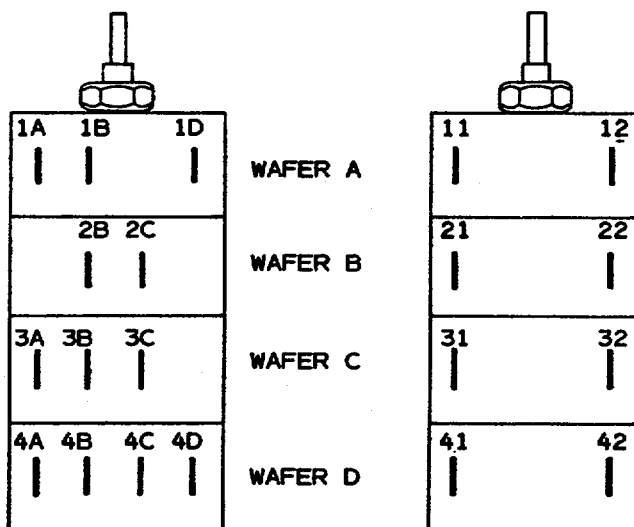 1A 1B 1D 11 12
WAFER A
2B 2C 21 22
WAFER B
3A 3B 3C 31 32
WAFER C
4A 4B 4C 4D 41 42
WAFER D